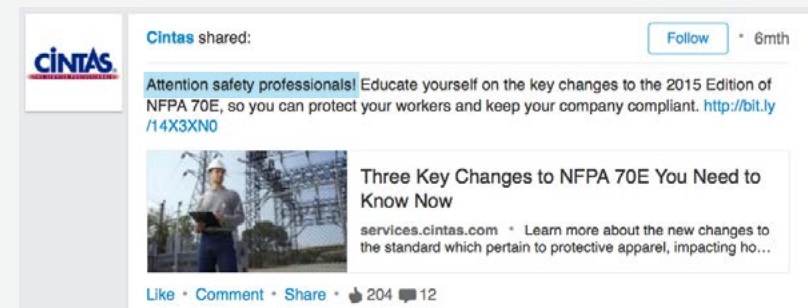 CINTAS
THE SERVICE PROFESSIONALS
Cintas shared:
Follow • 6mth
Attention safety professionals! Educate yourself on the key changes to the 2015 Edition of
NFPA 70E, so you can protect your workers and keep your company compliant. http://bit.ly
/14X3XN0
Three Key Changes to NFPA 70E You Need to
Know Now
services.cintas.com • Learn more about the new changes to
the standard which pertain to protective apparel, impacting ho...
Like • Comment • Share • 204 12